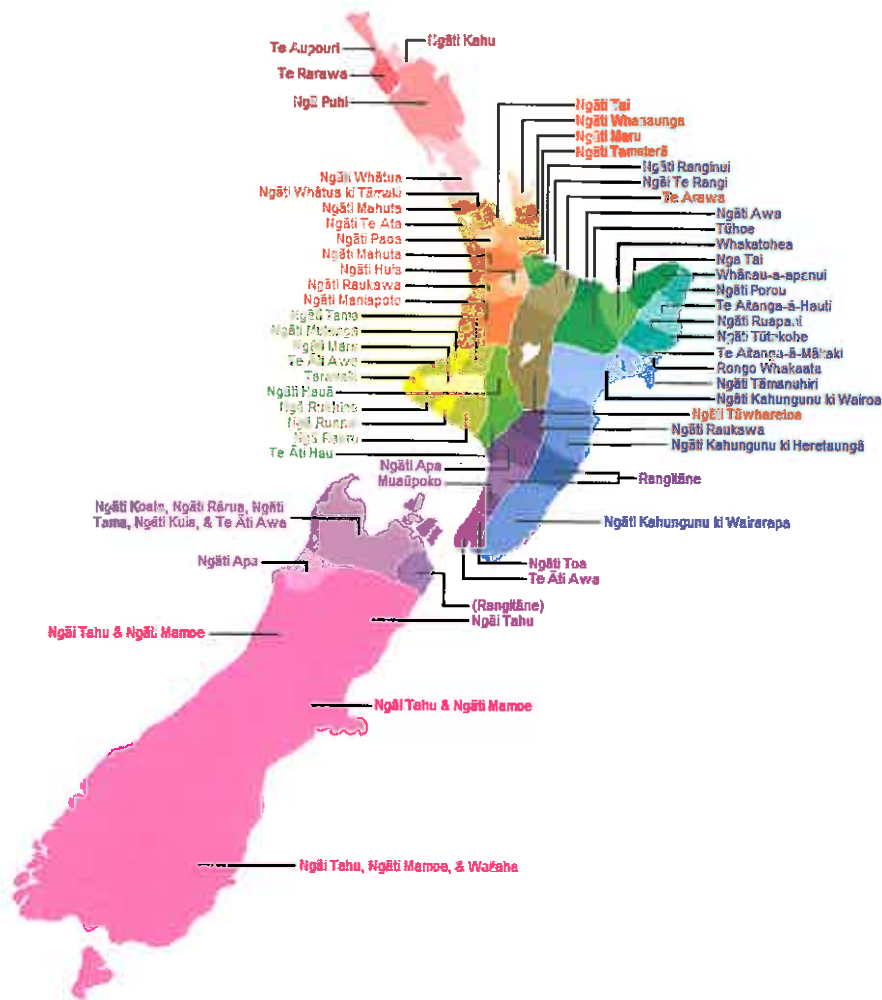 Te Aupouri
Ngāti Kahu
Te Rarawa
Ngā Puhi
Ngāti Tai
Ngāti Whanaunga
Ngāti Maru
Ngāti Tamaterā
Ngāti Ranginui
Ngāi Te Rangi
Te Arawa
Ngāti Awa
Tūhoe
Whakatohea
Nga Tai
Whānau-a-apanui
Ngāti Porou
Te Aitanga-ā-Hauti
Ngāti Ruapani
Ngāti Tūtekohe
Te Aitanga-ā-Māhaki
Rongo Whakaata
Ngāti Tāmanuhiri
Ngāti Kahungunu ki Wairoa
Ngāti Tūwharetoa
Ngāti Raukawa
Ngāti Kahungunu ki Heretaungā
Rangitāne
Ngāti Kahungunu ki Wairarapa
Ngāti Whātua
Ngāti Whātua ki Tāmaki
Ngāti Mahuta
Ngāti Te Ata
Ngāti Paoa
Ngāti Mahuta
Ngāti Huia
Ngāti Raukawa
Ngāti Maniapoto
Ngāti Tama
Ngāti Mutunga
Ngāti Maru
Te Āti Awa
Taranaki
Ngāti Hauā
Ngā Ruahine
Ngā Rauru
Te Āti Hau
Ngāti Apa
Muaūpoko
Ngāti Koata, Ngāti Rārua, Ngāti
Tama, Ngāti Kuia, & Te Āti Awa
Ngāti Apa
Ngāti Toa
Te Āti Awa
(Rangitāne)
Ngāi Tahu
Ngāi Tahu & Ngāti Mamoe
Ngāi Tahu & Ngāti Mamoe
Ngāi Tahu, Ngāti Mamoe, & Waitaha